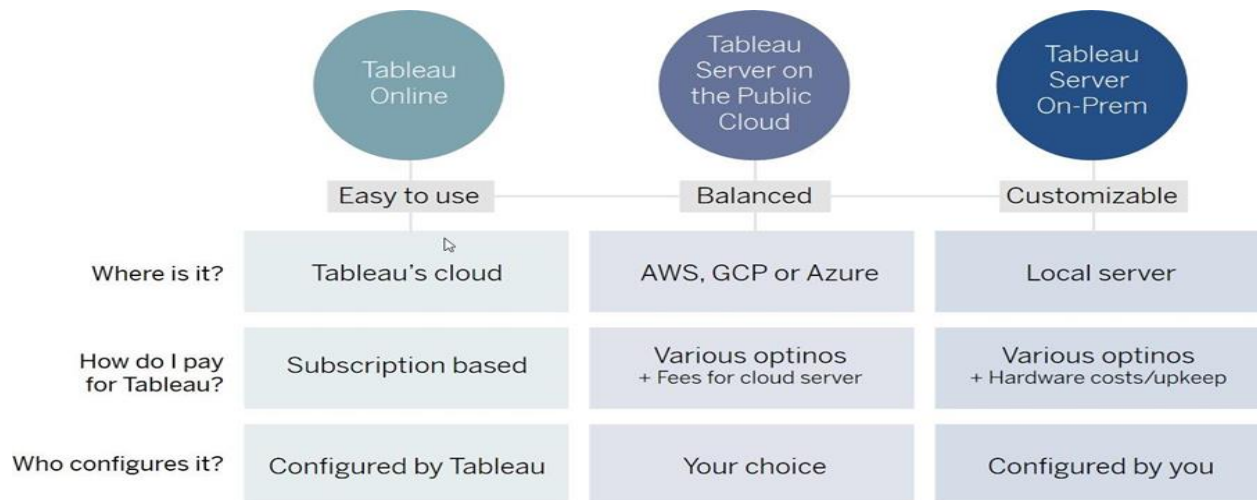 Tableau
Online
Tableau
Server on
the Public
Cloud
Tableau
Server
On-Prem
Easy to use
Balanced
Customizable
Where is it?
Tableau's cloud
AWS, GCP or Azure
Local server
How do I pay
for Tableau?
Subscription based
Various optinos
+ Fees for cloud server
Various optinos
+ Hardware costs/upkeep
Who configures it?
Configured by Tableau
Your choice
Configured by you